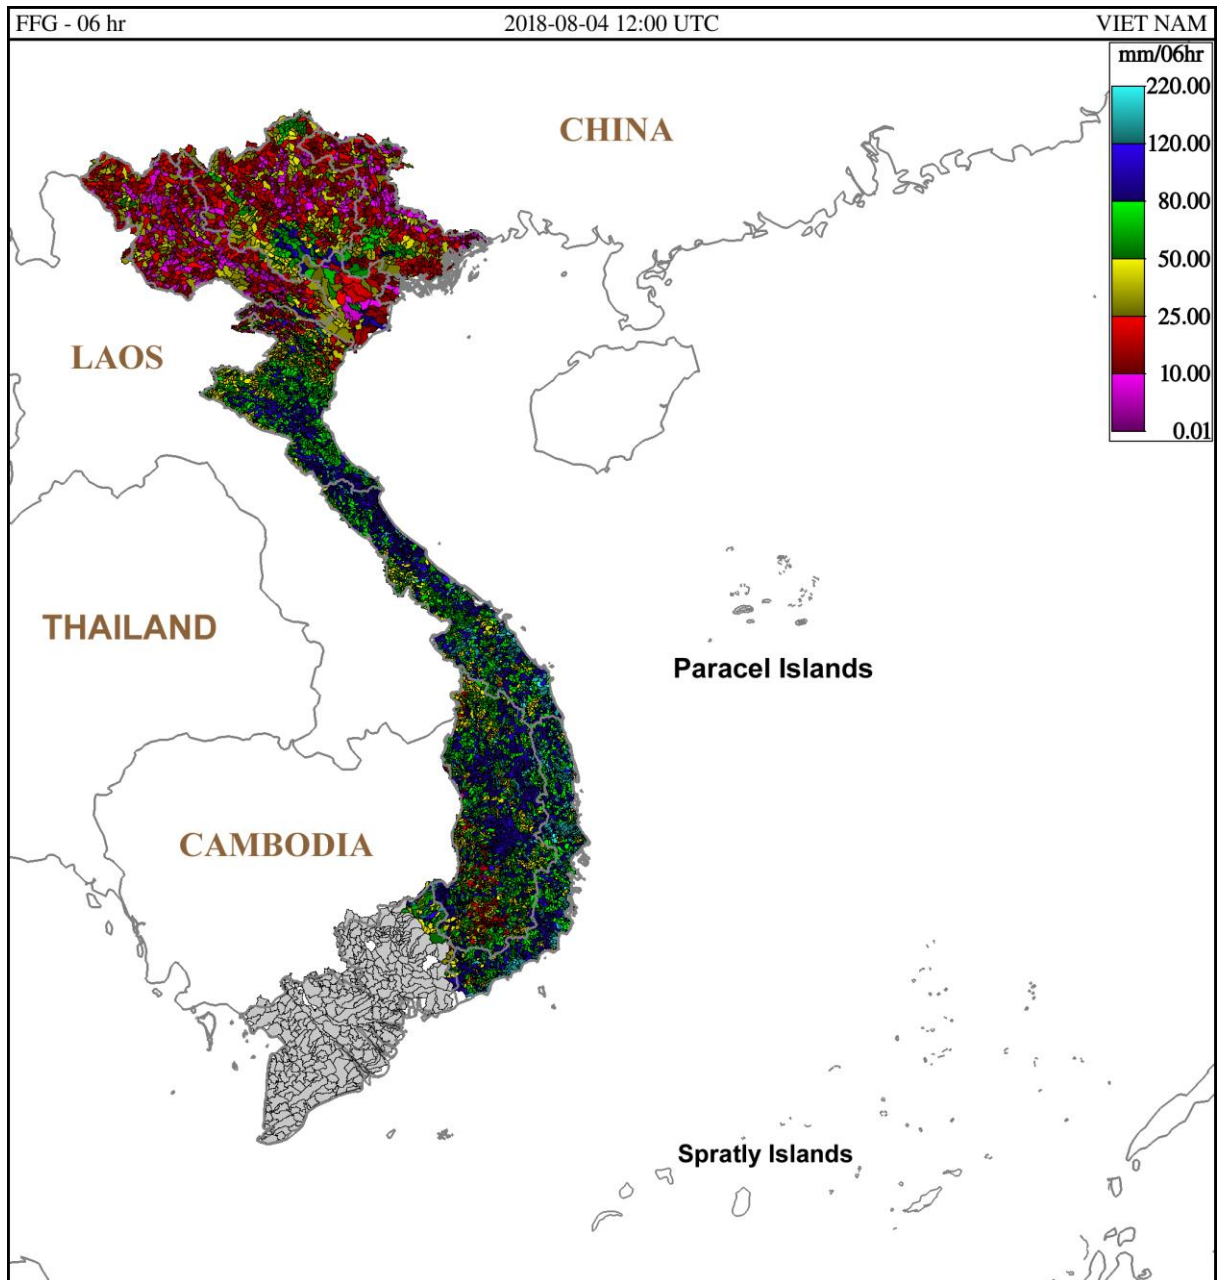 FFG - 06 hr
2018-08-04 12:00 UTC
VIET NAM
mm/06hr
220.00
120.00
80.00
50.00
25.00
10.00
0.01
CHINA
LAOS
THAILAND
Paracel Islands
CAMBODIA
Spratly Islands